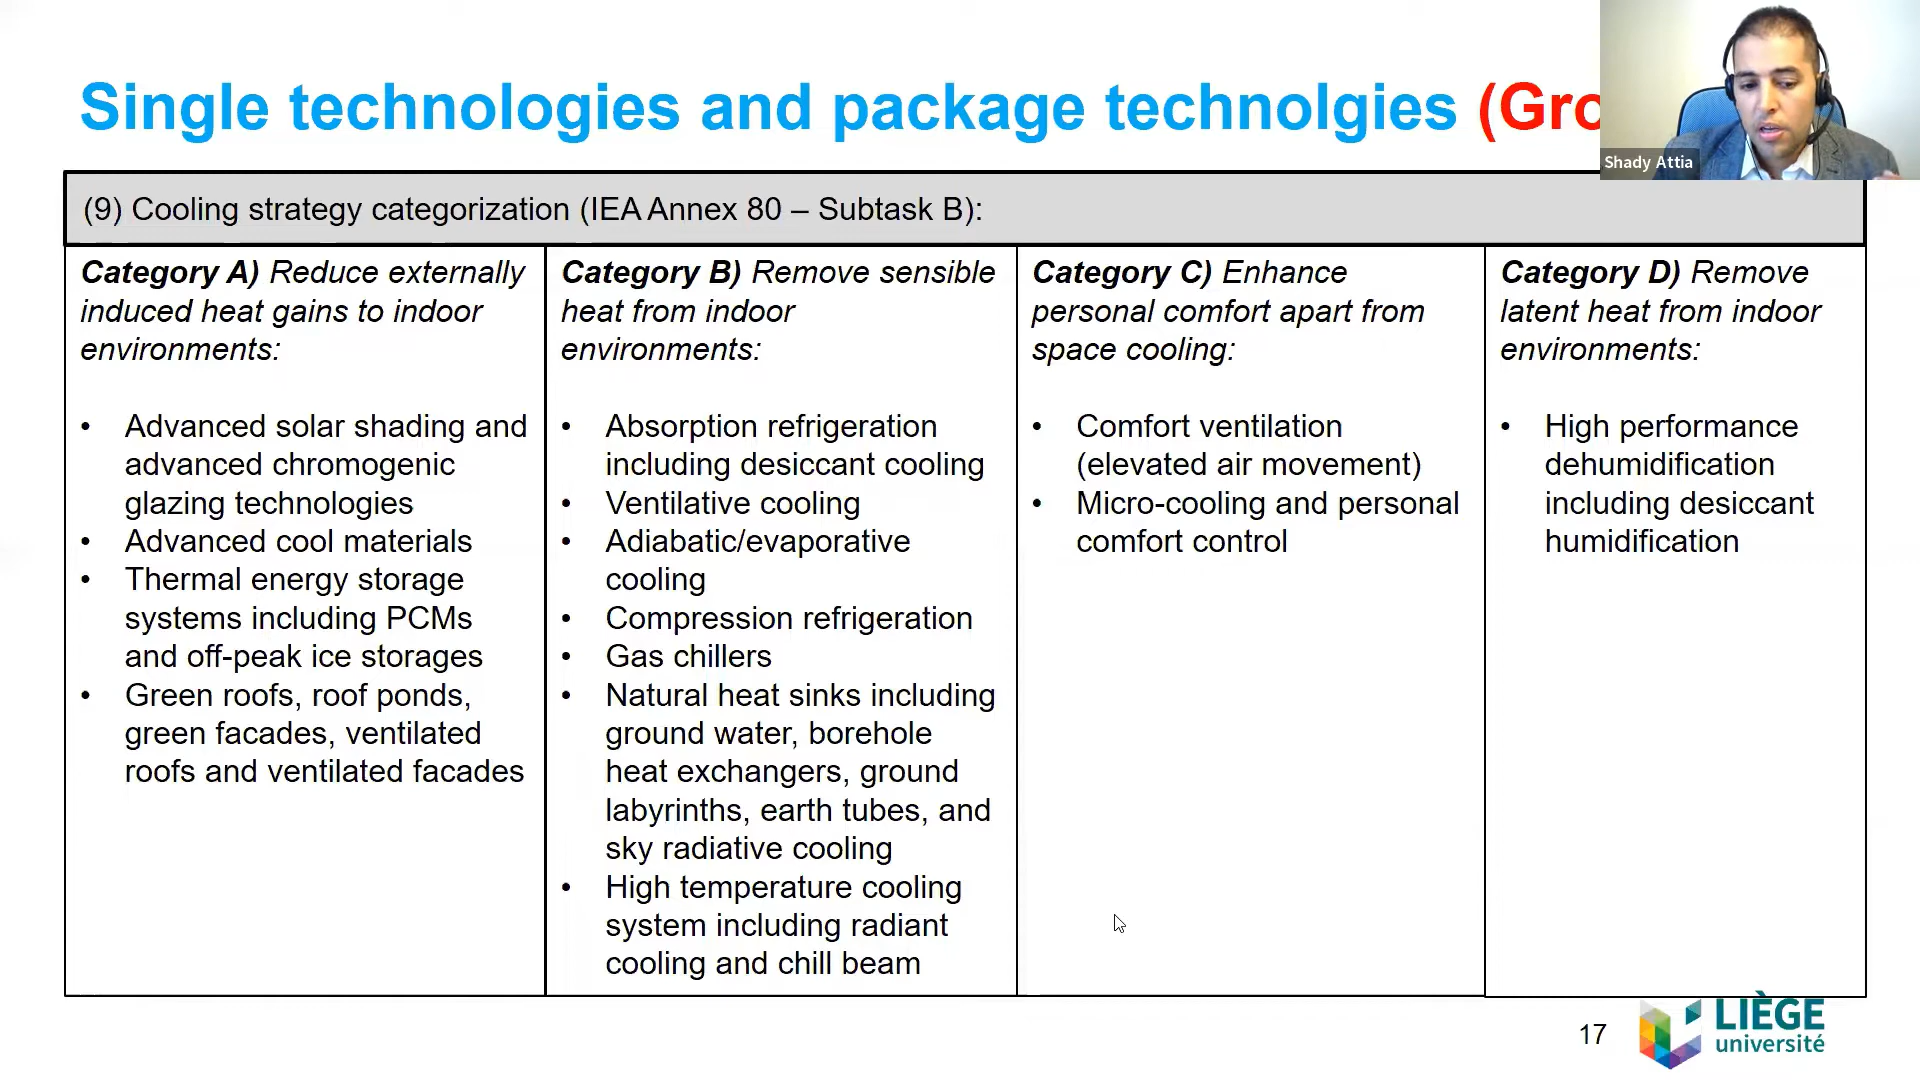 Single technologies and package technolgies (Gro
Shady Attia
(9) Cooling strategy categorization (IEA Annex 80 – Subtask B):
Category A) Reduce externally
induced heat gains to indoor
environments:
• Advanced solar shading and
advanced chromogenic
glazing technologies
• Advanced cool materials
• Thermal energy storage
systems including PCMs
and off-peak ice storages
• Green roofs, roof ponds,
green facades, ventilated
roofs and ventilated facades
Category B) Remove sensible
heat from indoor
environments:
• Absorption refrigeration
including desiccant cooling
• Ventilative cooling
• Adiabatic/evaporative
cooling
• Compression refrigeration
• Gas chillers
• Natural heat sinks including
ground water, borehole
heat exchangers, ground
labyrinths, earth tubes, and
sky radiative cooling
• High temperature cooling
system including radiant
cooling and chill beam
Category C) Enhance
personal comfort apart from
space cooling:
• Comfort ventilation
(elevated air movement)
• Micro-cooling and personal
comfort control
Category D) Remove
latent heat from indoor
environments:
• High performance
dehumidification
including desiccant
humidification
17
LIÈGE
université